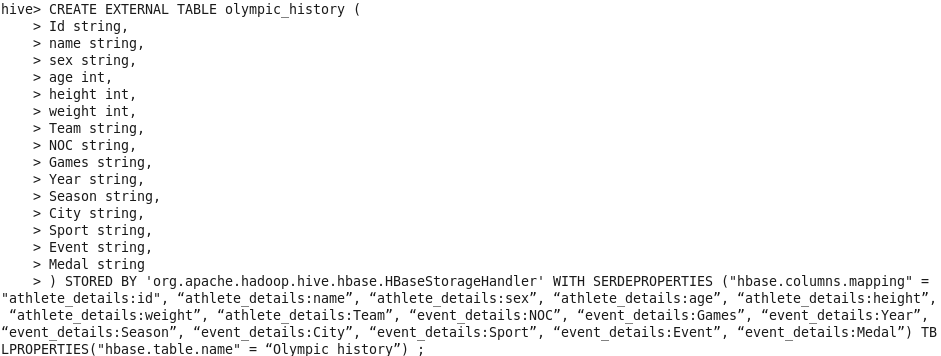 hive> CREATE EXTERNAL TABLE olympic_history (
    > Id string,
    > name string,
    > sex string,
    > age int,
    > height int,
    > weight int,
    > Team string,
    > NOC string,
    > Games string,
    > Year string,
    > Season string,
    > City string,
    > Sport string,
    > Event string,
    > Medal string
    > ) STORED BY 'org.apache.hadoop.hive.hbase.HBaseStorageHandler' WITH SERDEPROPERTIES ("hbase.columns.mapping" =
"athlete_details:id", “athlete_details:name”, “athlete_details:sex”, “athlete_details:age”, “athlete_details:height”,
 “athlete_details:weight”, “athlete_details:Team”, “event_details:NOC”, “event_details:Games”, “event_details:Year”,
“event_details:Season”, “event_details:City”, “event_details:Sport”, “event_details:Event”, “event_details:Medal”) TB
LPROPERTIES("hbase.table.name" = “Olympic_history”) ;